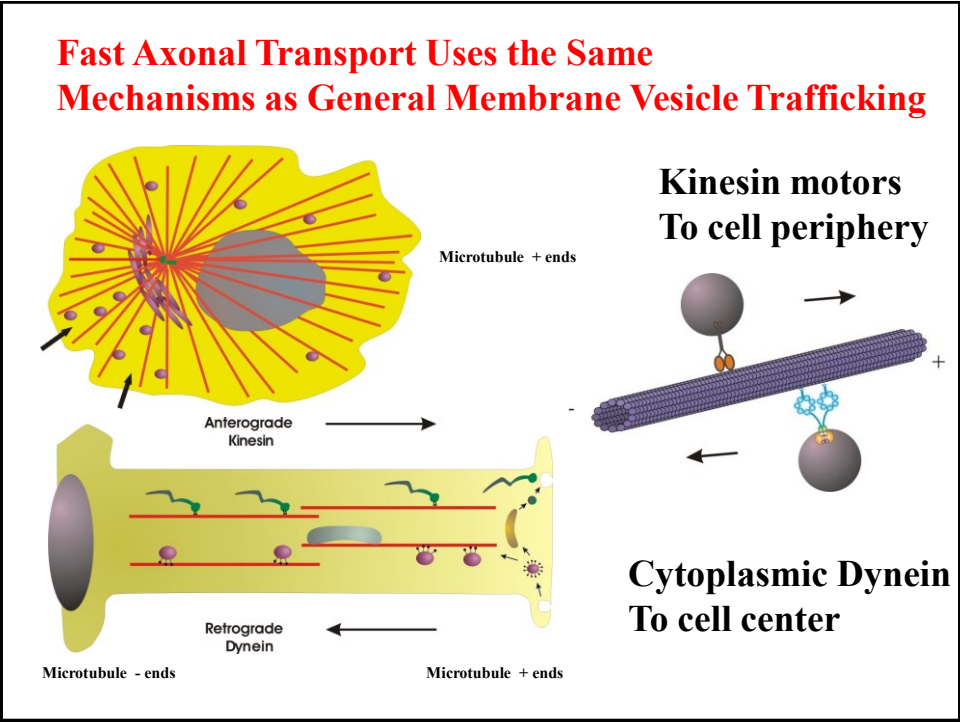 Fast Axonal Transport Uses the Same
Mechanisms as General Membrane Vesicle Trafficking
Kinesin motors
To cell periphery
Microtubule + ends
+
-
Anterograde
Kinesin
Cytoplasmic Dynein
To cell center
Retrograde
Dynein
Microtubule - ends
Microtubule + ends